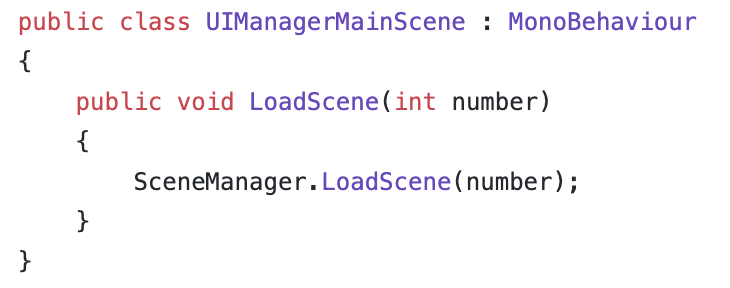 public class UIManagerMainScene : MonoBehaviour
{
    public void LoadScene(int number)
    {
        SceneManager.LoadScene(number);
    }
}